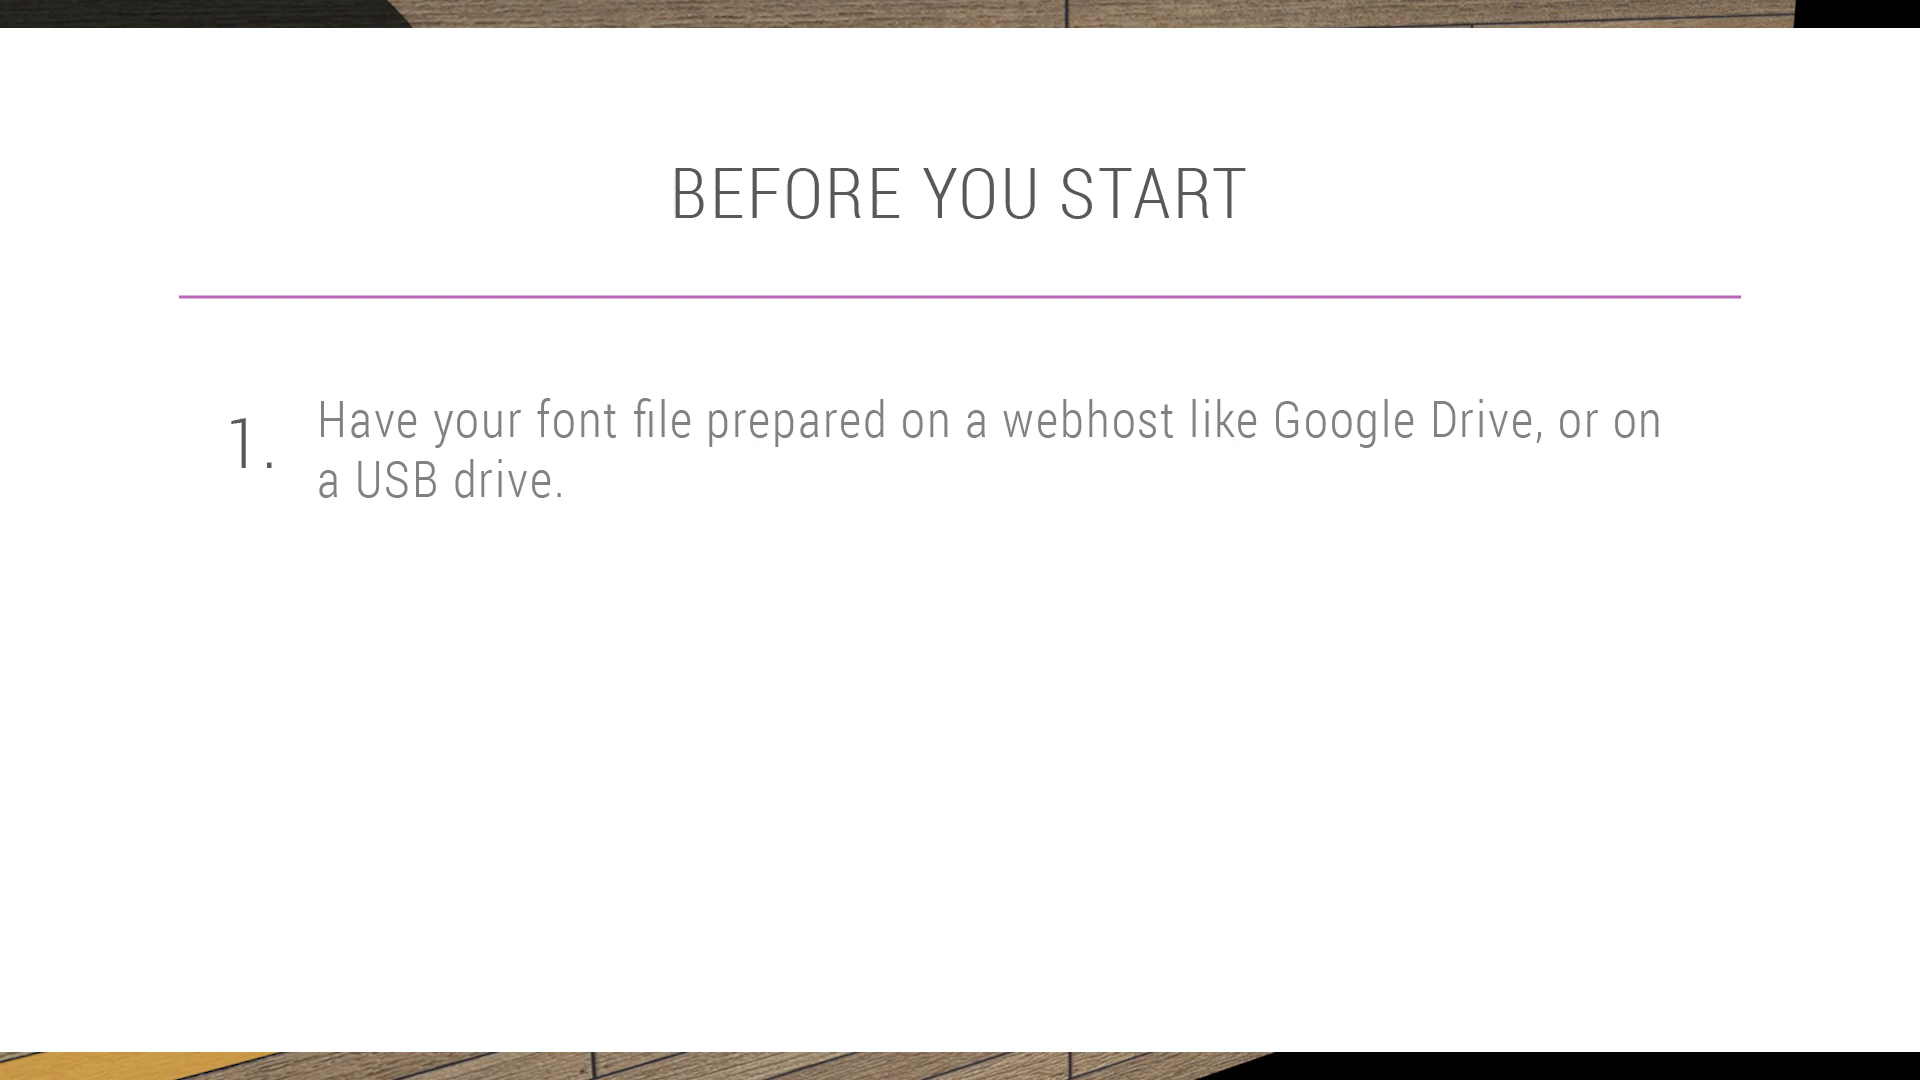 BEFORE YOU START
1. Have your font file prepared on a webhost like Google Drive, or on
a USB drive.